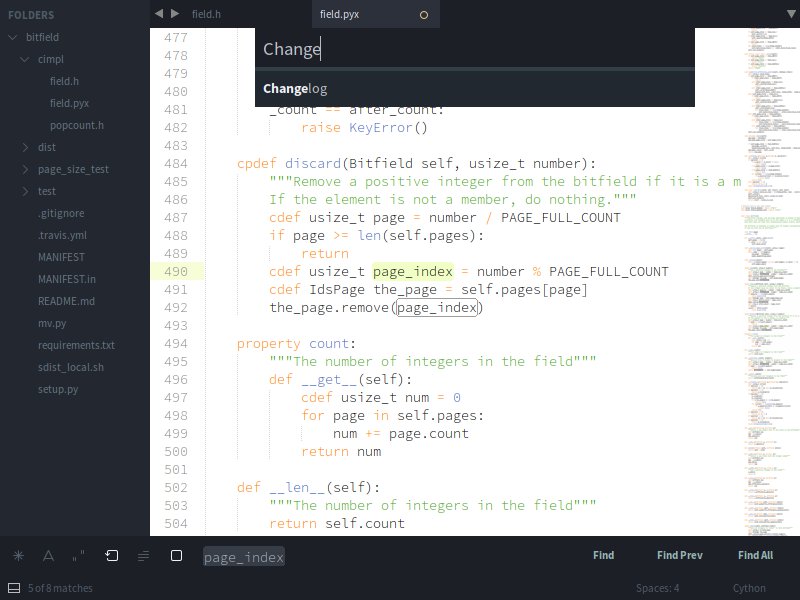 FOLDERS
bitfield
cimpl
field.h
field.pyx
popcount.h
dist
page_size_test
test
.gitignore
.travis.yml
MANIFEST
MANIFEST.in
README.md
mv.py
requirements.txt
sdist_local.sh
setup.py
field.h
field.pyx
Change
Changelog
477
478
479
480
481 _count == after_count:
482 raise KeyError()
483
484 cpdef discard(Bitfield self, usize_t number):
485 """Remove a positive integer from the bitfield if it is a m
486 If the element is not a member, do nothing."""
487 cdef usize_t page = number / PAGE_FULL_COUNT
488 if page >= len(self.pages):
489 return
490 cdef usize_t page_index = number % PAGE_FULL_COUNT
491 cdef IdsPage the_page = self.pages[page]
492 the_page.remove(page_index)
493
494 property count:
495 """The number of integers in the field"""
496 def __get__(self):
497 cdef usize_t num = 0
498 for page in self.pages:
499 num += page.count
500 return num
501
502 def __len__(self):
503 """The number of integers in the field"""
504 return self.count
page_index
Find
Find Prev
Find All
5 of 8 matches
Spaces: 4
Cython